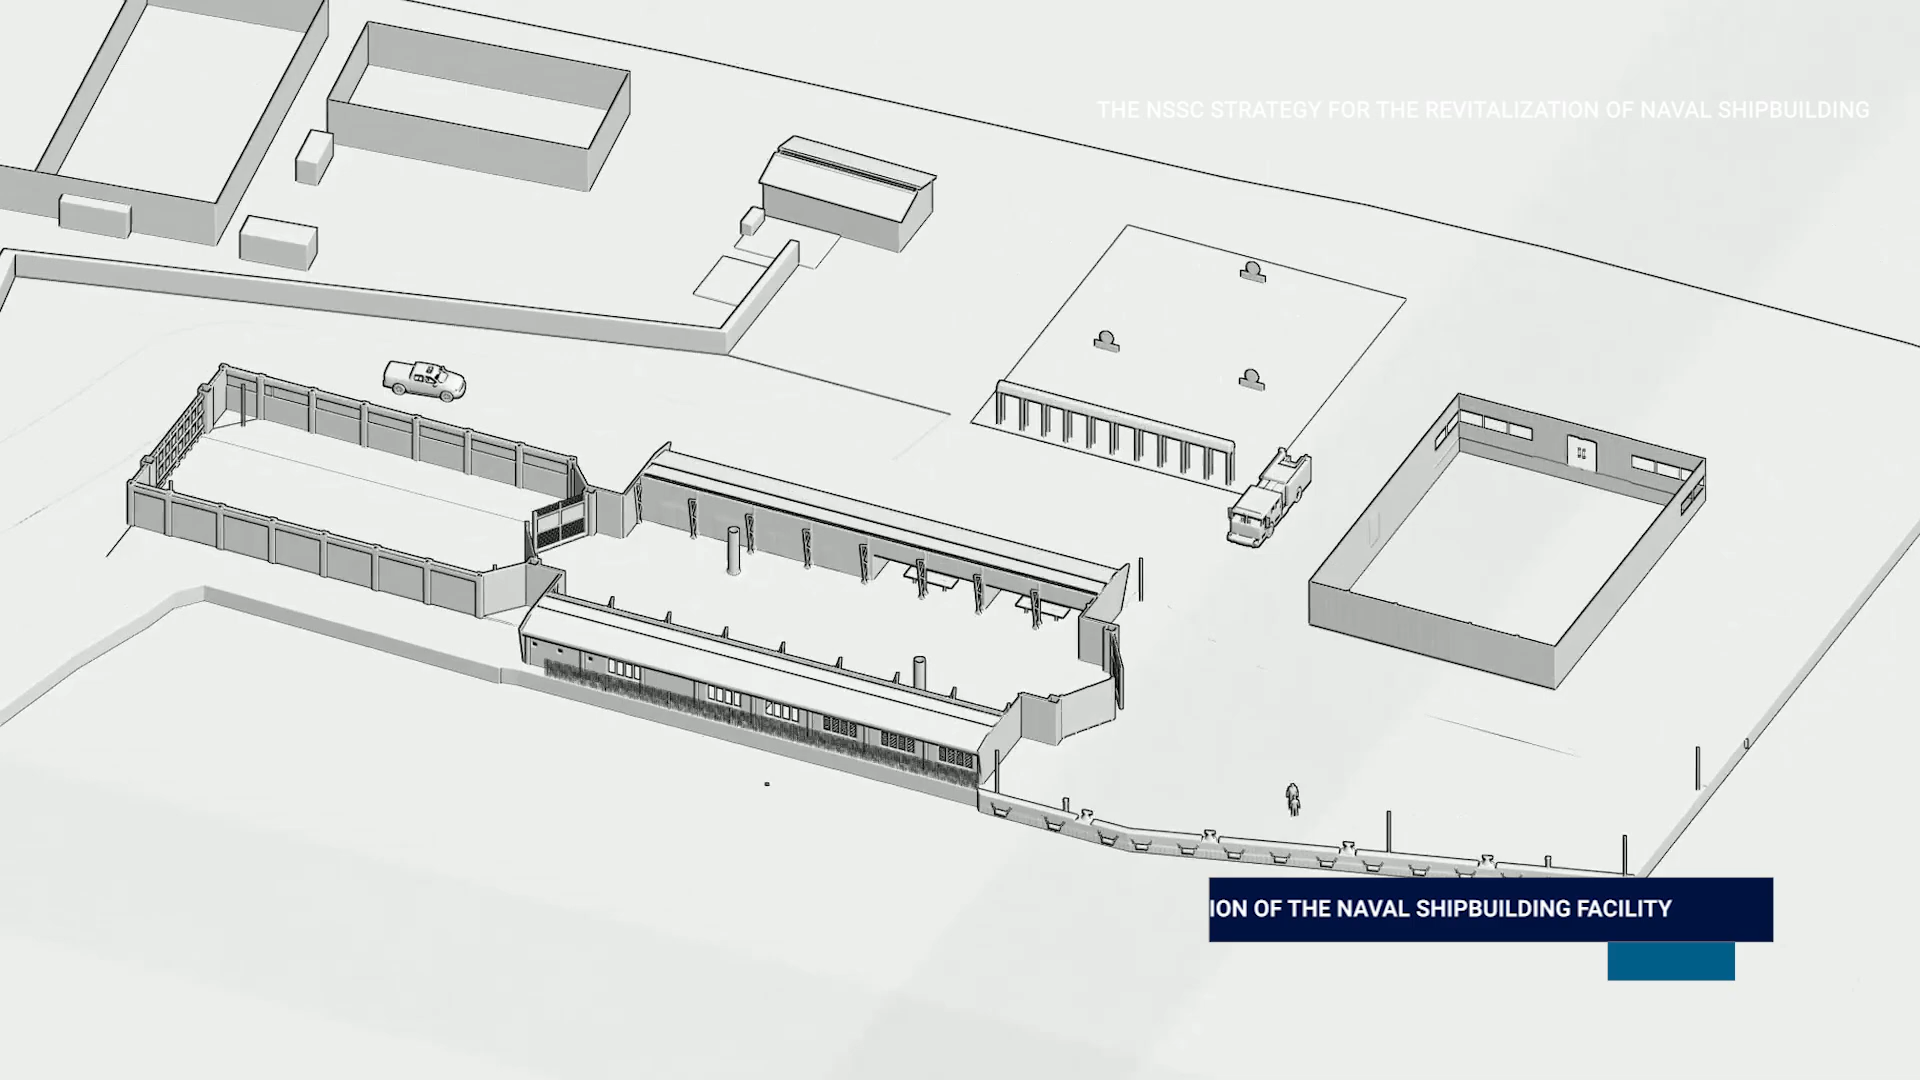 THE NSSC STRATEGY FOR THE REVITALIZATION OF NAVAL SHIPBUILDING
ION OF THE NAVAL SHIPBUILDING FACILITY